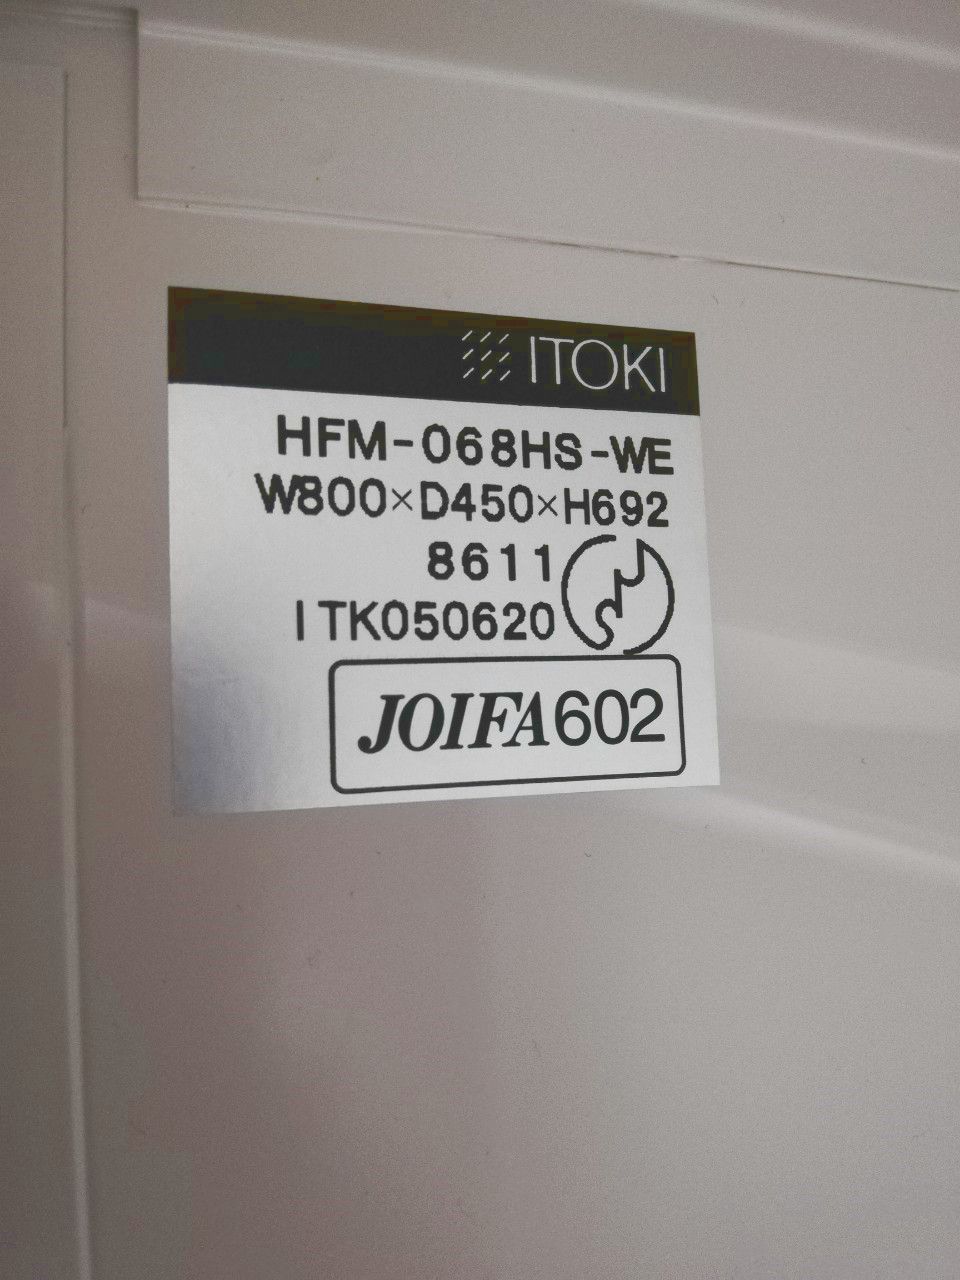 ITOKI
HFM-068HS-WE
W800×D450×H692
8611
ITK050620
JOIFA602